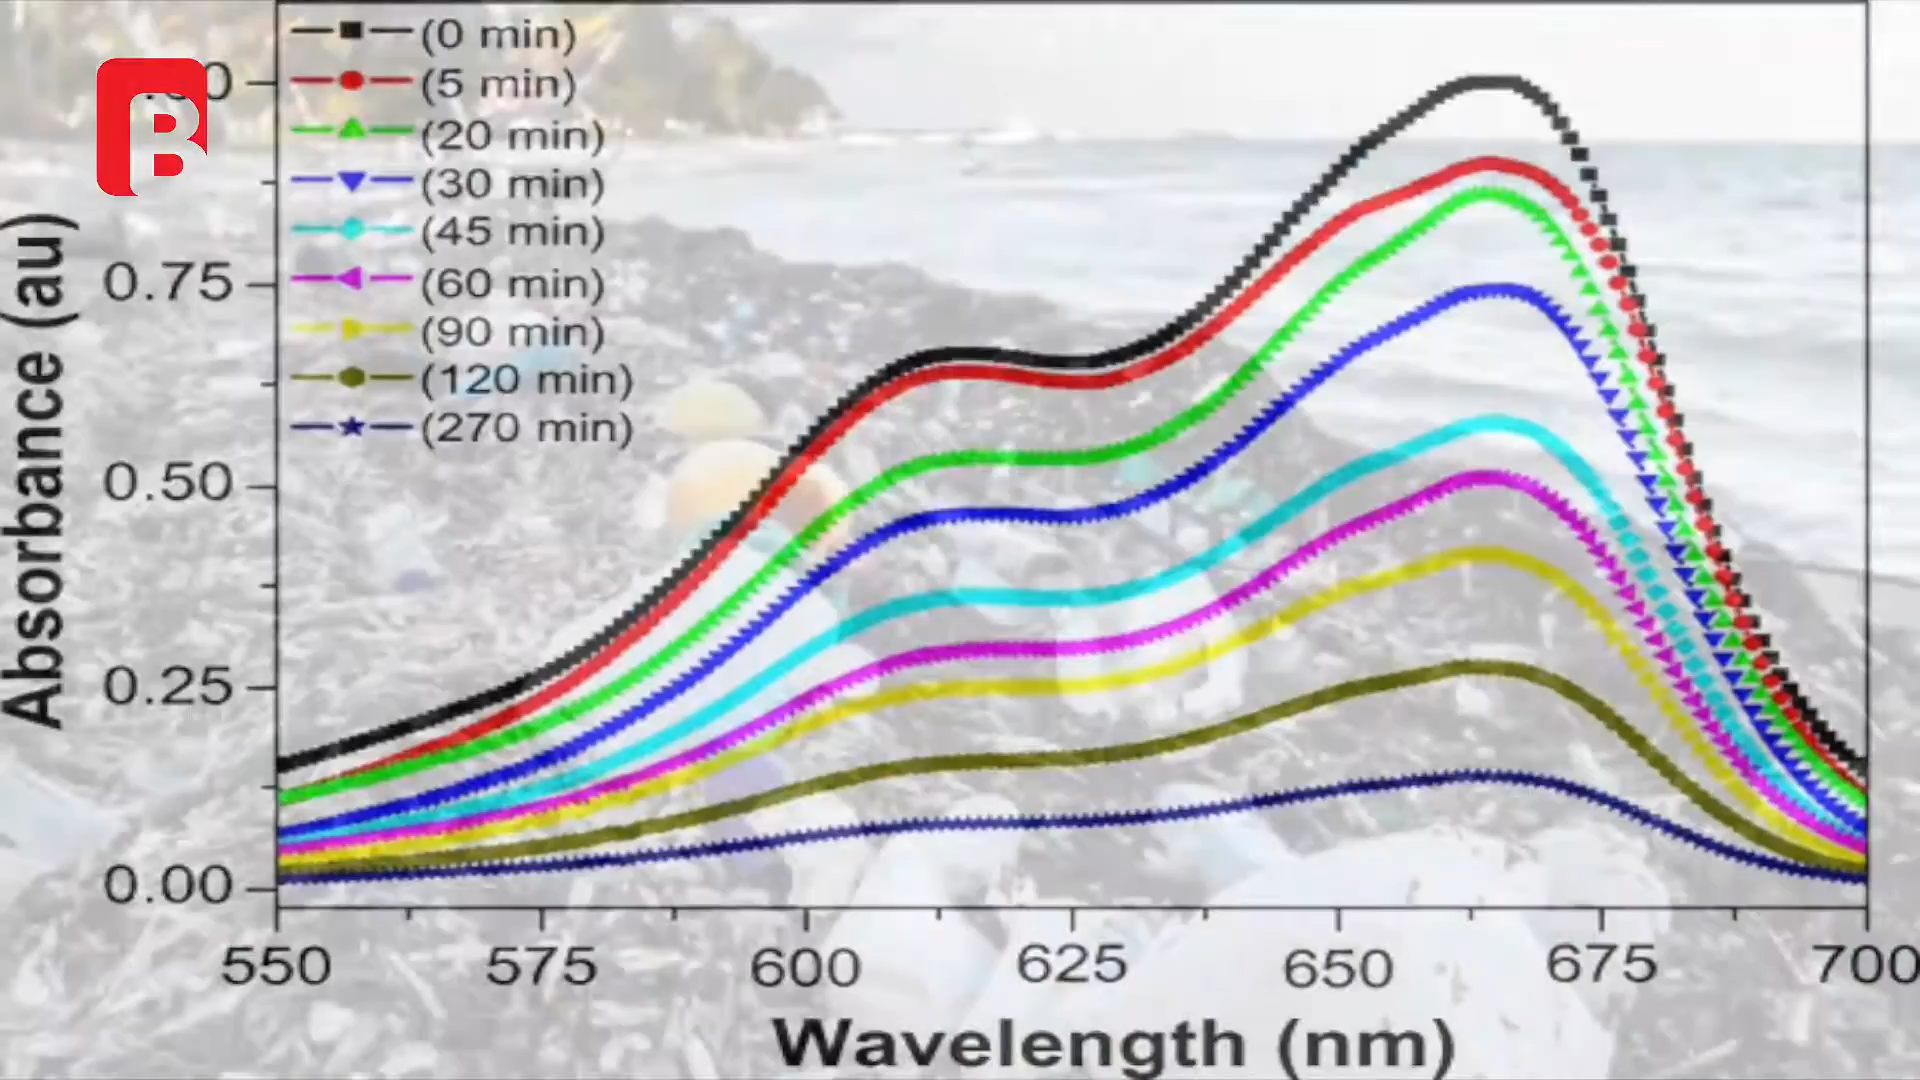 (0 min)
(5 min)
(20 min)
(30 min)
(45 min)
(60 min)
(90 min)
(120 min)
(270 min)
B
Absorbance (au)
0.75
0.50
0.25
0.00
550 575 600 625 650 675 700
Wavelength (nm)